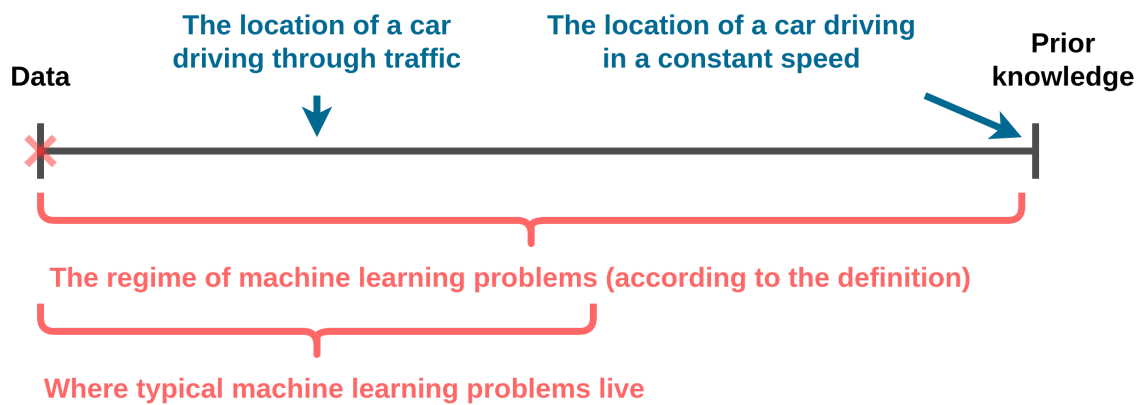 The location of a car
driving through traffic
The location of a car driving
in a constant speed
Prior
knowledge
Data
The regime of machine learning problems (according to the definition)
Where typical machine learning problems live